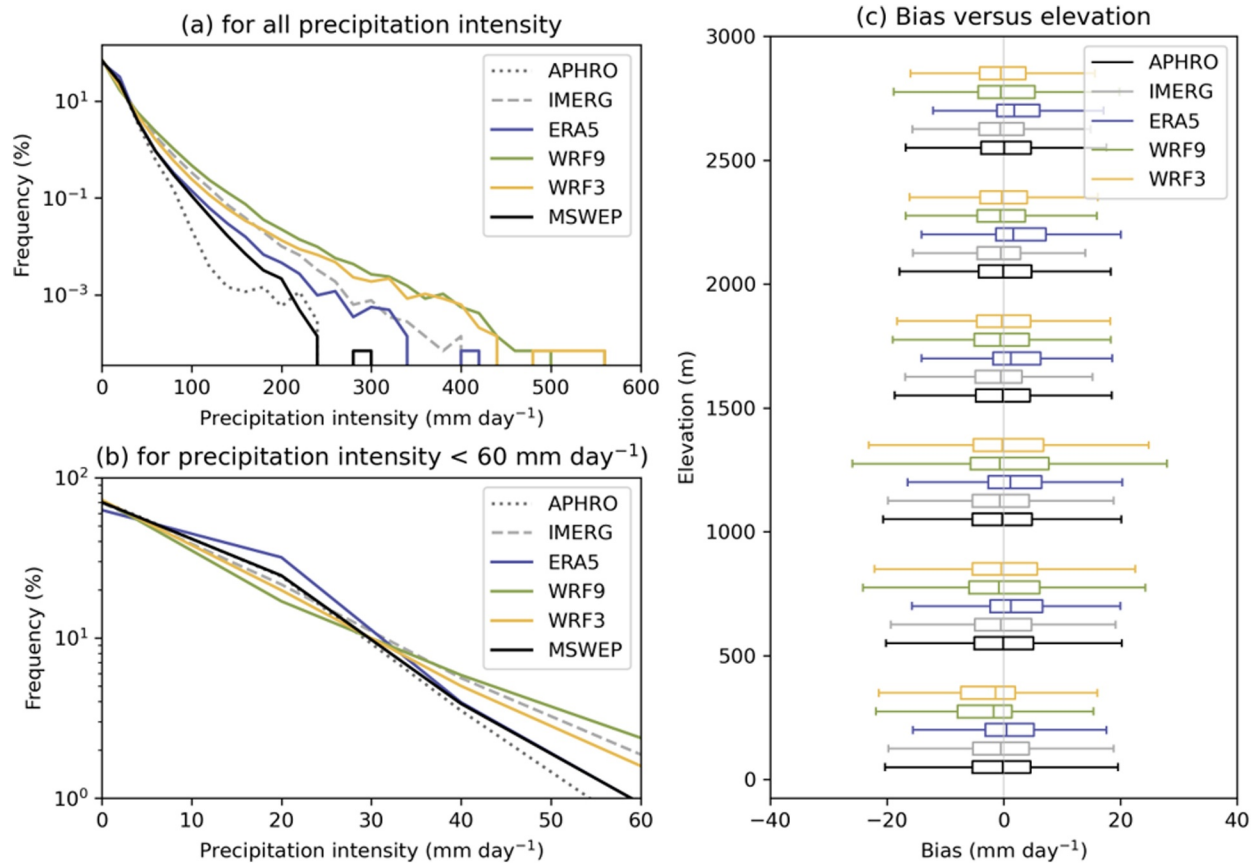 (a) for all precipitation intensity
Frequency (%)
10¹
10⁻¹
10⁻³
0 100 200 300 400 500 600
Precipitation intensity (mm day⁻¹)
APHRO
IMERG
ERA5
WRF9
WRF3
MSWEP
(b) for precipitation intensity < 60 mm day⁻¹)
Frequency (%)
10²
10¹
10⁰
0 10 20 30 40 50 60
Precipitation intensity (mm day⁻¹)
APHRO
IMERG
ERA5
WRF9
WRF3
MSWEP
(c) Bias versus elevation
Elevation (m)
3000
2500
2000
1500
1000
500
0
−40 −20 0 20 40
Bias (mm day⁻¹)
APHRO
IMERG
ERA5
WRF9
WRF3